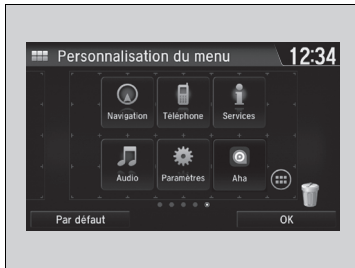 Personnalisation du menu
12:34
Navigation
Téléphone
Services
Audio
Paramètres
Aha
Par défaut
OK